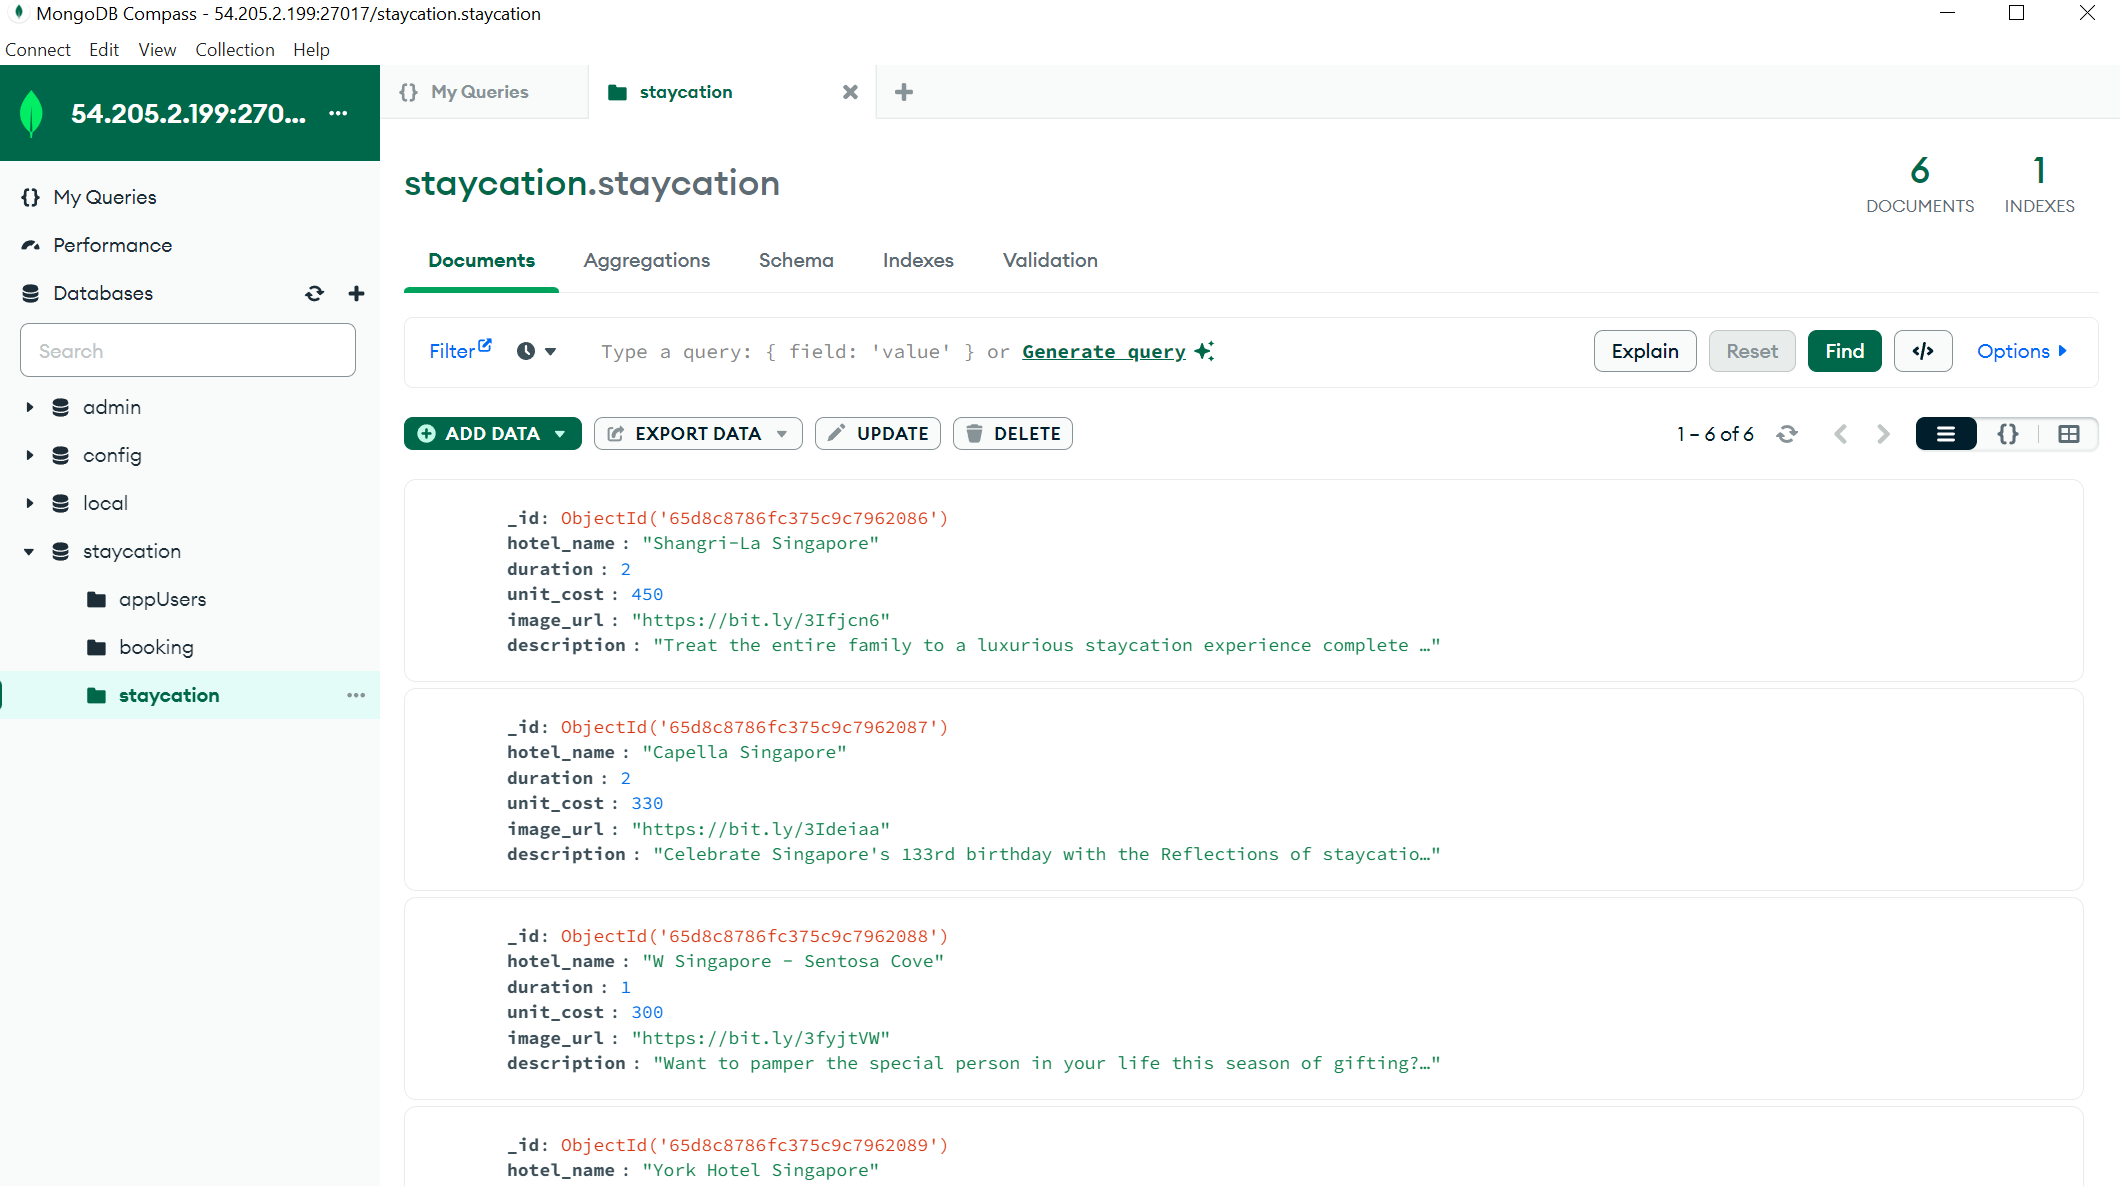 MongoDB Compass - 54.205.2.199:27017/staycation.staycation
Connect Edit View Collection Help
54.205.2.199:270... ...
{} My Queries
staycation
My Queries
Performance
Databases
Search
admin
config
local
staycation
appUsers
booking
staycation
staycation.staycation
6 DOCUMENTS
1 INDEXES
Documents Aggregations Schema Indexes Validation
Filter Type a query: { field: 'value' } or Generate query Explain Reset Find </> Options
ADD DATA EXPORT DATA UPDATE DELETE 1 – 6 of 6 {}
_id: ObjectId('65d8c8786fc375c9c7962086')
hotel_name : "Shangri-La Singapore"
duration : 2
unit_cost : 450
image_url : "https://bit.ly/3Ifjcn6"
description : "Treat the entire family to a luxurious staycation experience complete …"
_id: ObjectId('65d8c8786fc375c9c7962087')
hotel_name : "Capella Singapore"
duration : 2
unit_cost : 330
image_url : "https://bit.ly/3Ideiaa"
description : "Celebrate Singapore's 133rd birthday with the Reflections of staycatio…"
_id: ObjectId('65d8c8786fc375c9c7962088')
hotel_name : "W Singapore - Sentosa Cove"
duration : 1
unit_cost : 300
image_url : "https://bit.ly/3fyjtVW"
description : "Want to pamper the special person in your life this season of gifting?…"
_id: ObjectId('65d8c8786fc375c9c7962089')
hotel_name : "York Hotel Singapore"